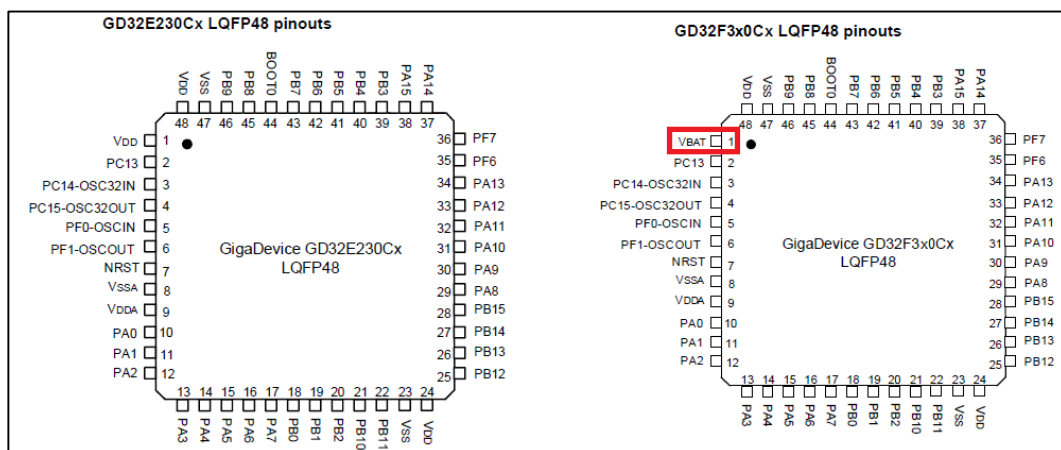 GD32E230Cx LQFP48 pinouts
VDD
VSS
PB9
PB8
BOOT0
PB7
PB6
PB5
PB4
PB3
PA15
PA14
48 47 46 45 44 43 42 41 40 39 38 37
VDD 1
PC13 2
PC14-OSC32IN 3
PC15-OSC32OUT 4
PF0-OSCIN 5
PF1-OSCOUT 6
NRST 7
VSSA 8
VDDA 9
PA0 10
PA1 11
PA2 12
GigaDevice GD32E230Cx
LQFP48
36 PF7
35 PF6
34 PA13
33 PA12
32 PA11
31 PA10
30 PA9
29 PA8
28 PB15
27 PB14
26 PB13
25 PB12
13 14 15 16 17 18 19 20 21 22 23 24
PA3
PA4
PA5
PA6
PA7
PB0
PB1
PB2
PB10
PB11
VSS
VDD
GD32F3x0Cx LQFP48 pinouts
VDD
VSS
PB9
PB8
BOOT0
PB7
PB6
PB5
PB4
PB3
PA15
PA14
48 47 46 45 44 43 42 41 40 39 38 37
VBAT 1
PC13 2
PC14-OSC32IN 3
PC15-OSC32OUT 4
PF0-OSCIN 5
PF1-OSCOUT 6
NRST 7
VSSA 8
VDDA 9
PA0 10
PA1 11
PA2 12
GigaDevice GD32F3x0Cx
LQFP48
36 PF7
35 PF6
34 PA13
33 PA12
32 PA11
31 PA10
30 PA9
29 PA8
28 PB15
27 PB14
26 PB13
25 PB12
13 14 15 16 17 18 19 20 21 22 23 24
PA3
PA4
PA5
PA6
PA7
PB0
PB1
PB2
PB10
PB11
VSS
VDD